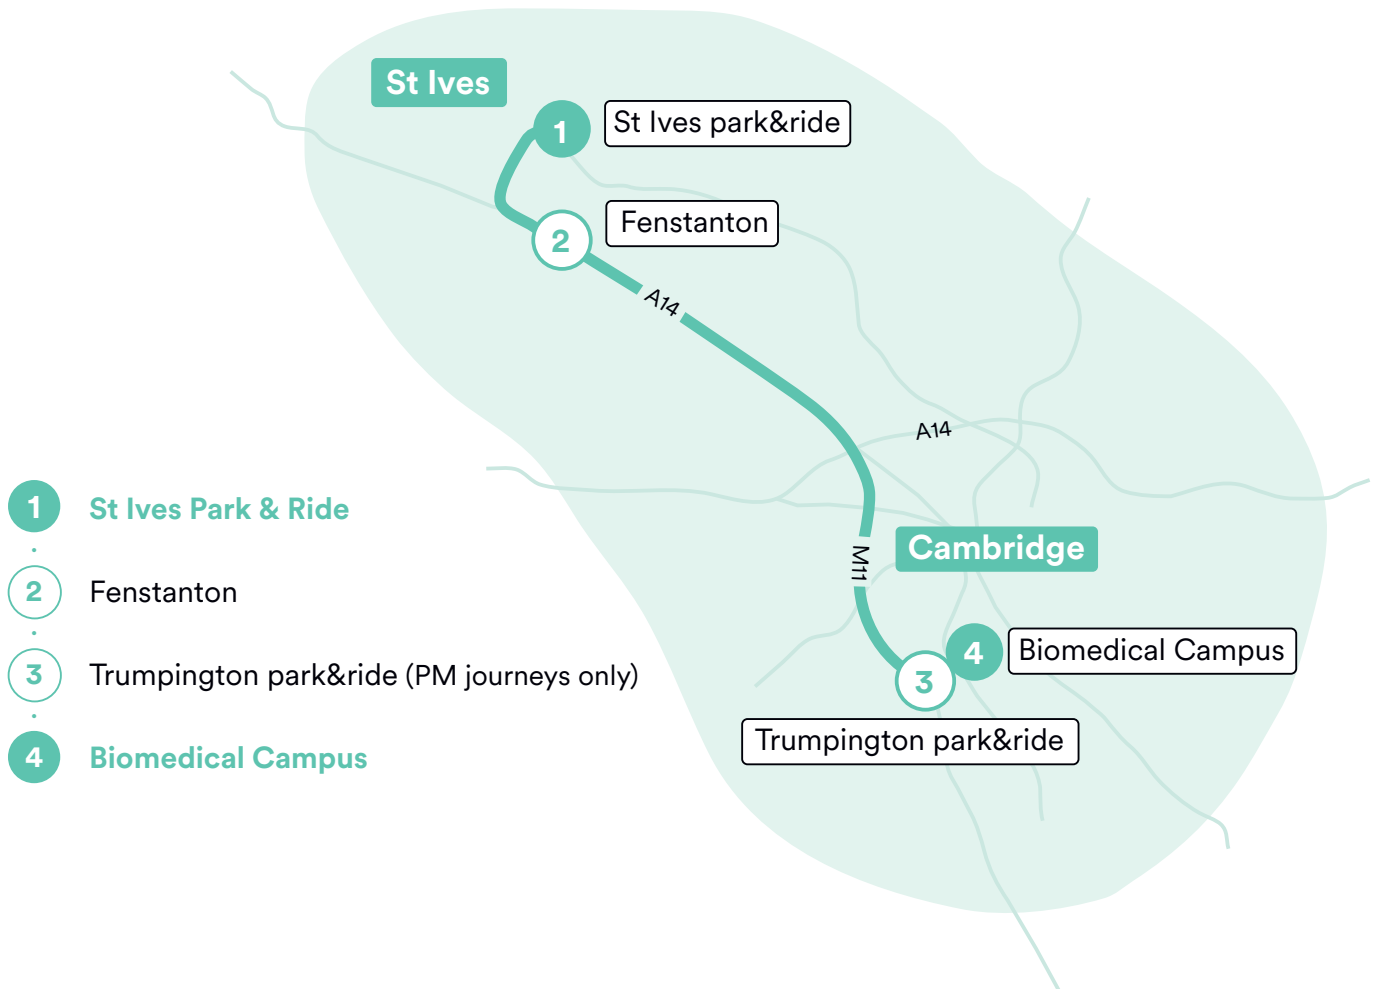 St Ives
1
St Ives park&ride
2
Fenstanton
A14
A14
M11
Cambridge
4
Biomedical Campus
3
Trumpington park&ride
1 St Ives Park & Ride
2 Fenstanton
3 Trumpington park&ride (PM journeys only)
4 Biomedical Campus